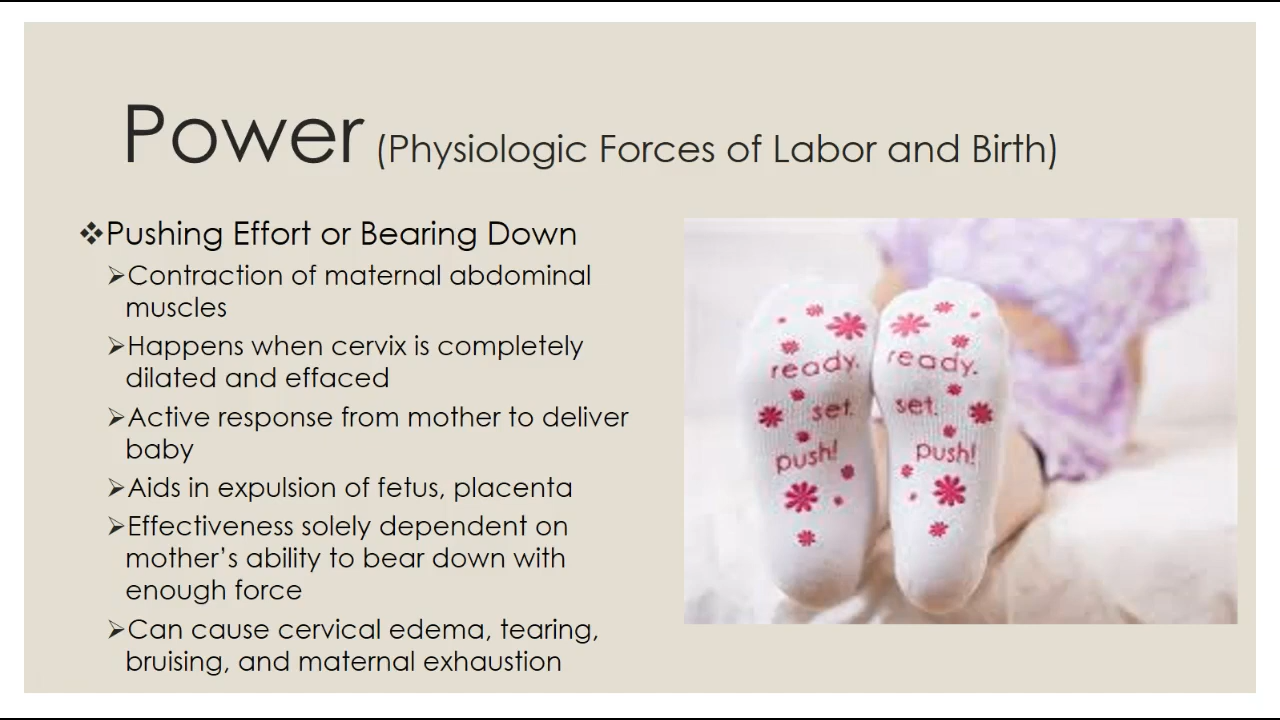 Power (Physiologic Forces of Labor and Birth)
❖Pushing Effort or Bearing Down
➢Contraction of maternal abdominal
muscles
➢Happens when cervix is completely
dilated and effaced
➢Active response from mother to deliver
baby
➢Aids in expulsion of fetus, placenta
➢Effectiveness solely dependent on
mother’s ability to bear down with
enough force
➢Can cause cervical edema, tearing,
bruising, and maternal exhaustion
ready.
set.
push!
ready.
set.
push!